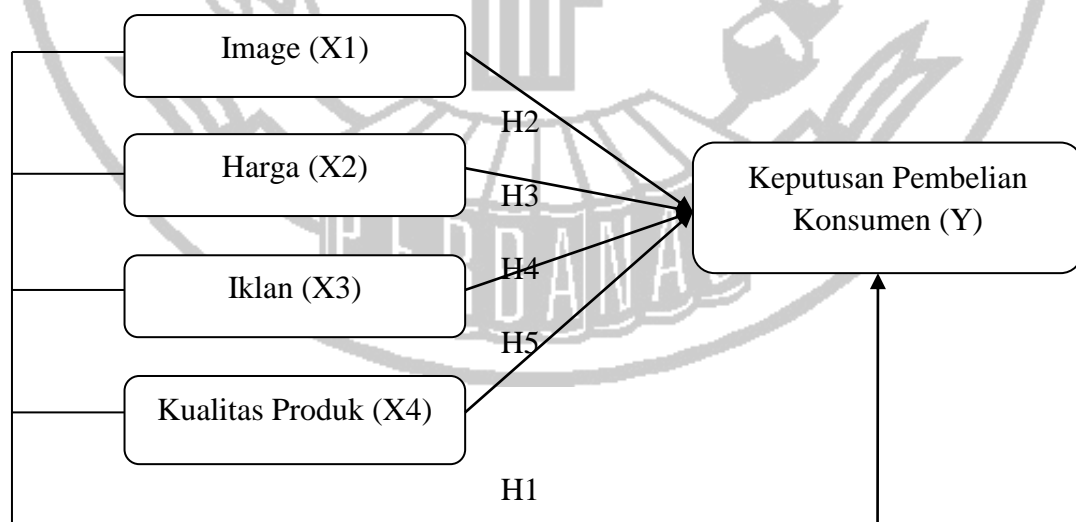 Image (X1)
H2
Harga (X2)
Keputusan Pembelian
Konsumen (Y)
H3
Iklan (X3)
H4
H5
Kualitas Produk (X4)
H1